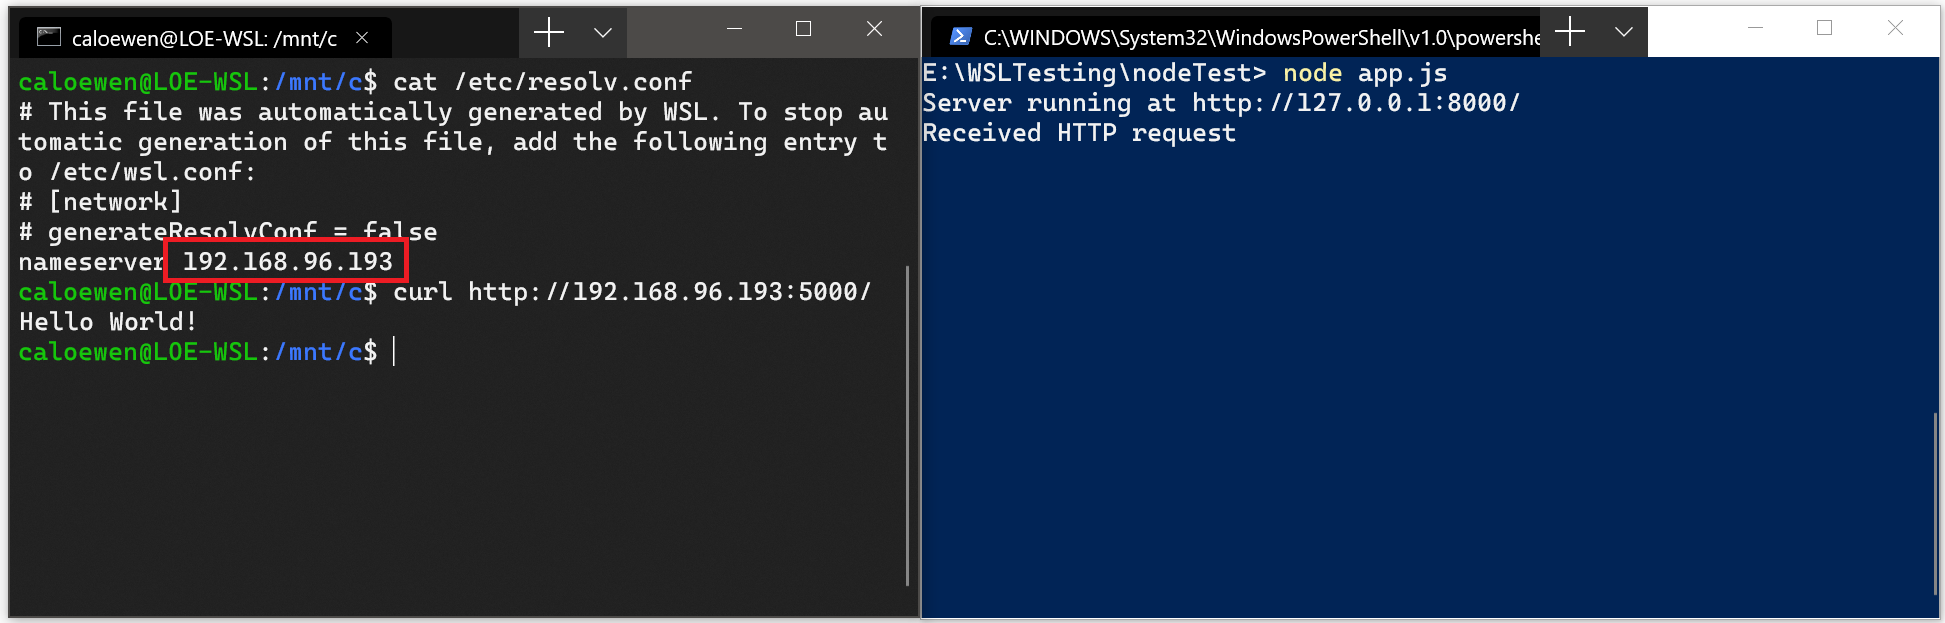 caloewen@LOE-WSL: /mnt/c
caloewen@LOE-WSL:/mnt/c$ cat /etc/resolv.conf
# This file was automatically generated by WSL. To stop au
tomatic generation of this file, add the following entry t
o /etc/wsl.conf:
# [network]
# generateResolvConf = false
nameserver 192.168.96.193
caloewen@LOE-WSL:/mnt/c$ curl http://192.168.96.193:5000/
Hello World!
caloewen@LOE-WSL:/mnt/c$
C:\WINDOWS\System32\WindowsPowerShell\v1.0\powershe
E:\WSLTesting\nodeTest> node app.js
Server running at http://127.0.0.1:8000/
Received HTTP request